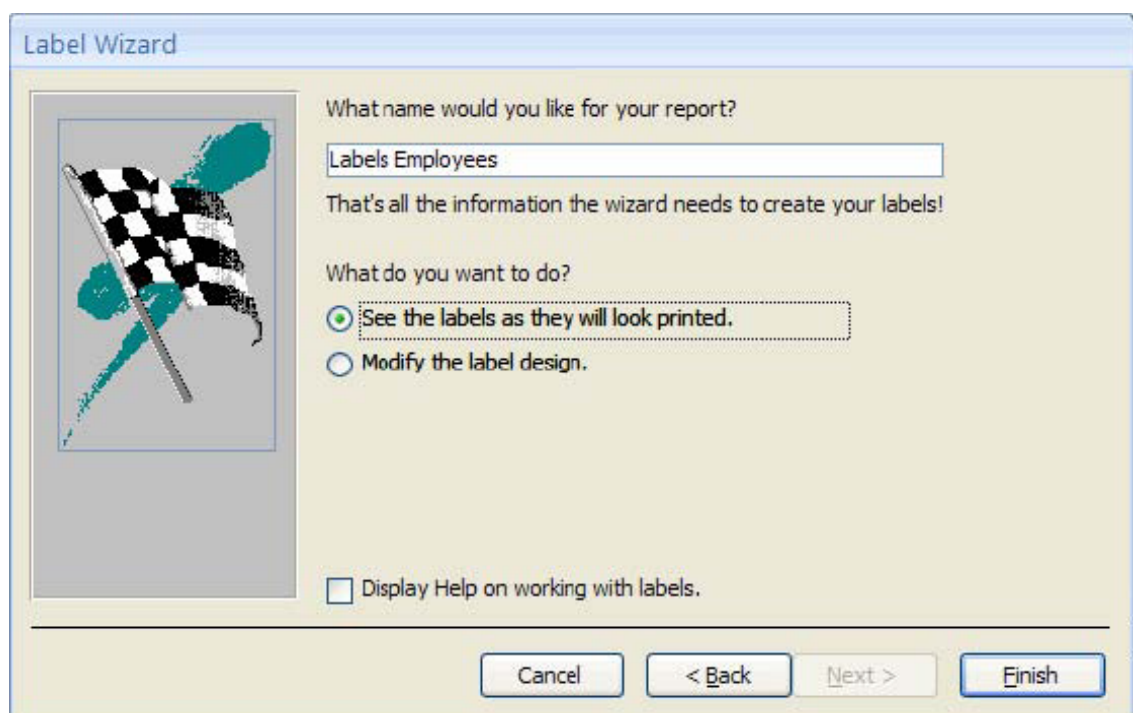 Label Wizard
What name would you like for your report?
Labels Employees
That's all the information the wizard needs to create your labels!
What do you want to do?
See the labels as they will look printed.
Modify the label design.
Display Help on working with labels.
Cancel < Back Next > Finish